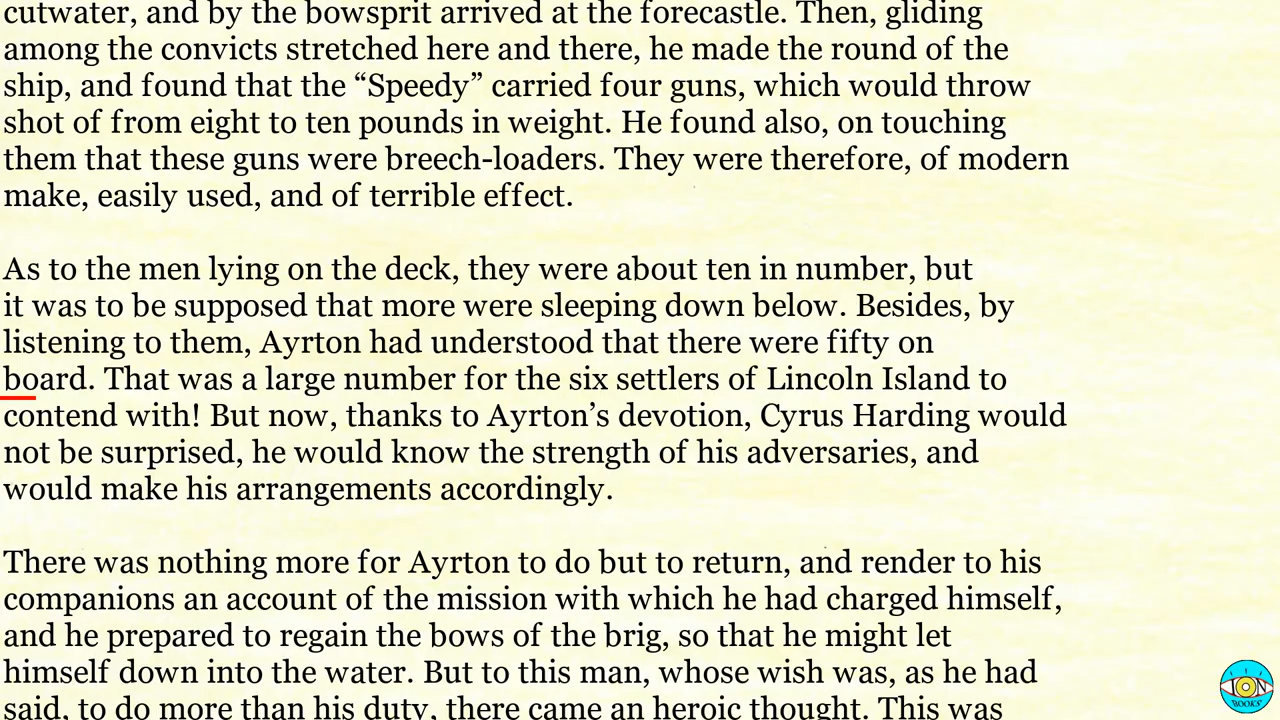 cutwater, and by the bowsprit arrived at the forecastle. Then, gliding
among the convicts stretched here and there, he made the round of the
ship, and found that the “Speedy” carried four guns, which would throw
shot of from eight to ten pounds in weight. He found also, on touching
them that these guns were breech-loaders. They were therefore, of modern
make, easily used, and of terrible effect.
As to the men lying on the deck, they were about ten in number, but
it was to be supposed that more were sleeping down below. Besides, by
listening to them, Ayrton had understood that there were fifty on
board. That was a large number for the six settlers of Lincoln Island to
contend with! But now, thanks to Ayrton’s devotion, Cyrus Harding would
not be surprised, he would know the strength of his adversaries, and
would make his arrangements accordingly.
There was nothing more for Ayrton to do but to return, and render to his
companions an account of the mission with which he had charged himself,
and he prepared to regain the bows of the brig, so that he might let
himself down into the water. But to this man, whose wish was, as he had
said, to do more than his duty, there came an heroic thought. This was
ION
BOOKS